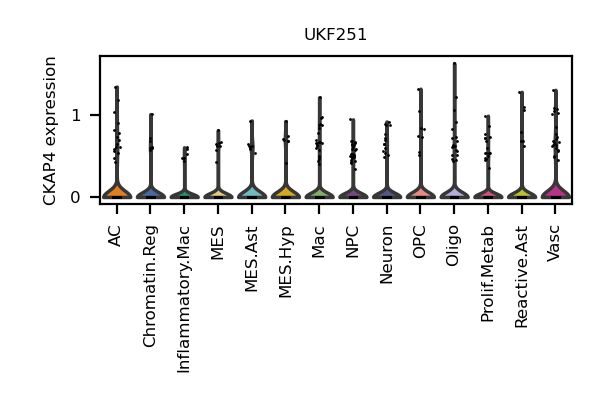 UKF251
CKAP4 expression
1
0
AC
Chromatin.Reg
Inflammatory.Mac
MES
MES.Ast
MES.Hyp
Mac
NPC
Neuron
OPC
Oligo
Prolif.Metab
Reactive.Ast
Vasc